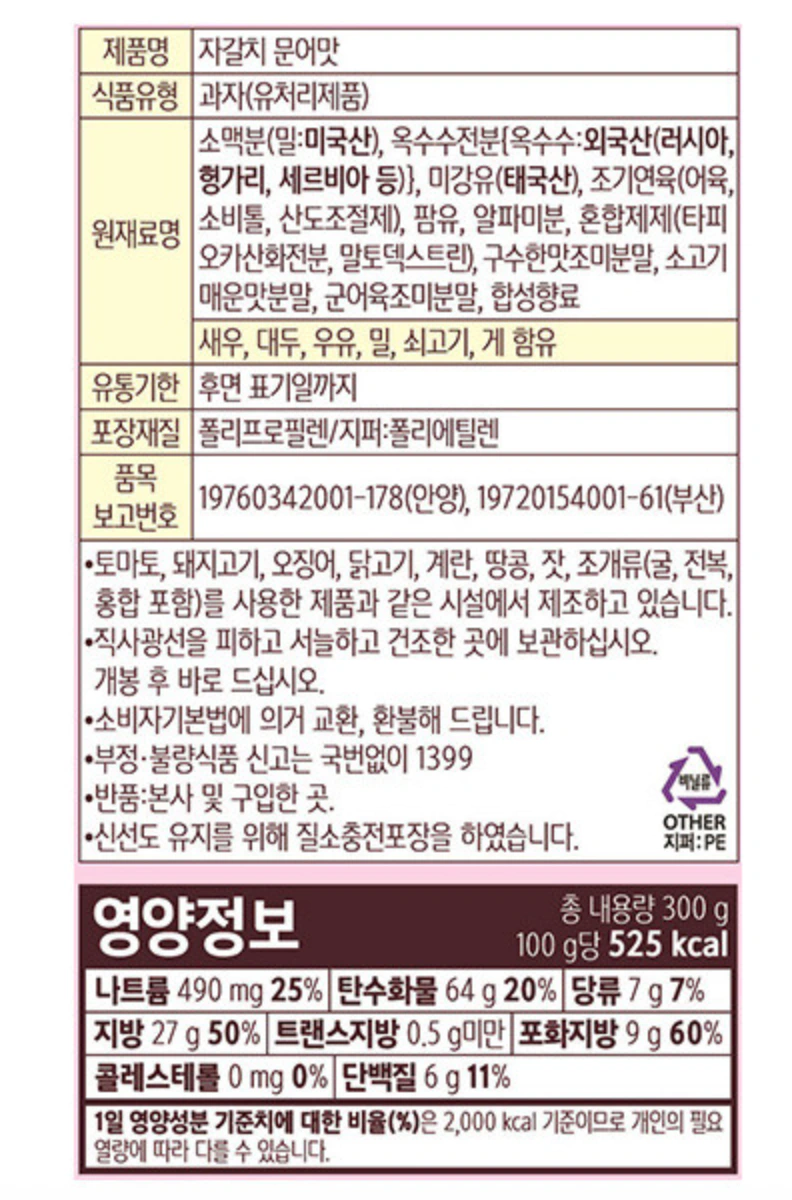 제품명 자갈치 문어맛
식품유형 과자(유처리제품)
원재료명
소맥분(밀:미국산), 옥수수전분{옥수수:외국산(러시아,
헝가리, 세르비아 등)}, 미강유(태국산), 조기연육(어육,
소비톨, 산도조절제), 팜유, 알파미분, 혼합제제(타피
오카산화전분, 말토덱스트린), 구수한맛조미분말, 소고기
매운맛분말, 군어육조미분말, 합성향료
새우, 대두, 우유, 밀, 쇠고기, 게 함유
유통기한 후면 표기일까지
포장재질 폴리프로필렌/지퍼:폴리에틸렌
품목
보고번호
19760342001-178(안양), 19720154001-61(부산)
•토마토, 돼지고기, 오징어, 닭고기, 계란, 땅콩, 잣, 조개류(굴, 전복,
홍합 포함)를 사용한 제품과 같은 시설에서 제조하고 있습니다.
•직사광선을 피하고 서늘하고 건조한 곳에 보관하십시오.
개봉 후 바로 드십시오.
•소비자기본법에 의거 교환, 환불해 드립니다.
•부정·불량식품 신고는 국번없이 1399
•반품:본사 및 구입한 곳.
•신선도 유지를 위해 질소충전포장을 하였습니다.
비닐류
OTHER
지퍼:PE
영양정보
총 내용량 300 g
100 g당 525 kcal
나트륨 490 mg 25% 탄수화물 64 g 20% 당류 7 g 7%
지방 27 g 50% 트랜스지방 0.5 g미만 포화지방 9 g 60%
콜레스테롤 0 mg 0% 단백질 6 g 11%
1일 영양성분 기준치에 대한 비율(%)은 2,000 kcal 기준이므로 개인의 필요
열량에 따라 다를 수 있습니다.